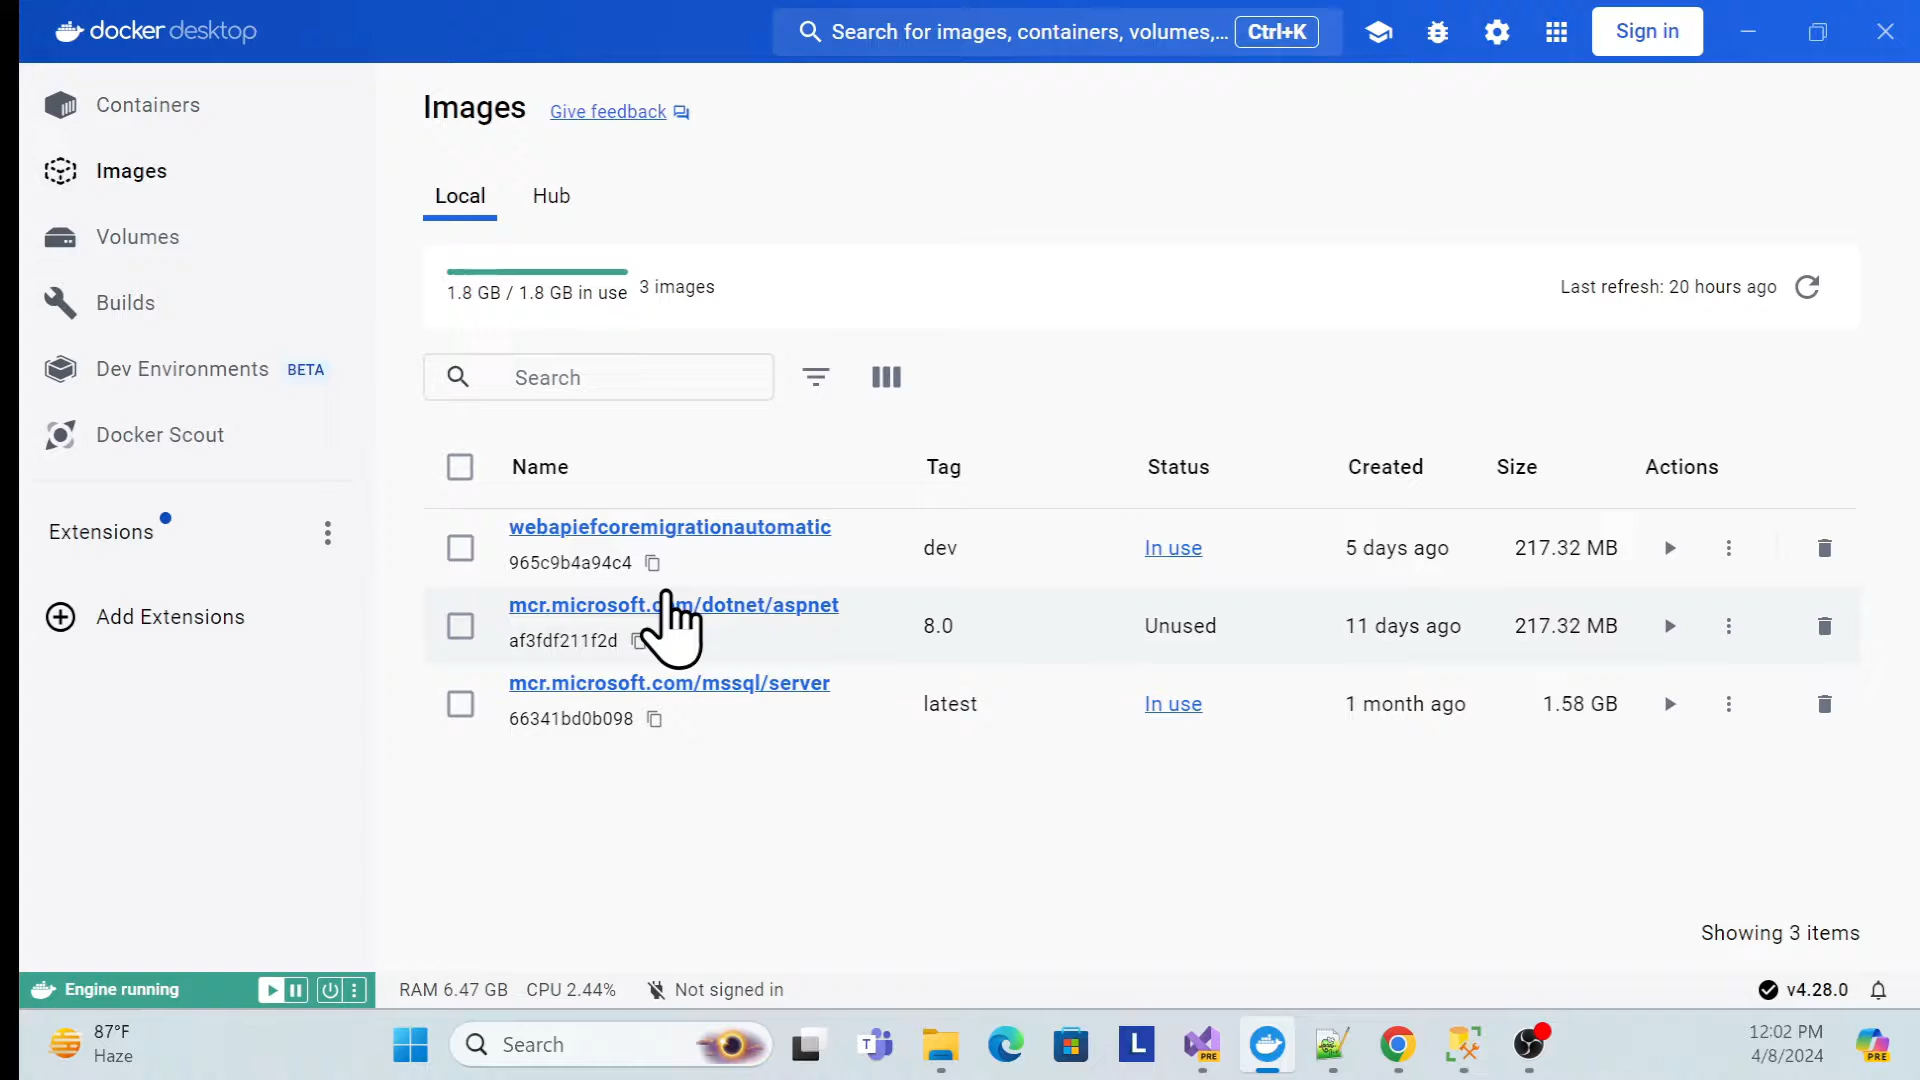 docker desktop
Search for images, containers, volumes,... Ctrl+K
Sign in
Containers
Images
Volumes
Builds
Dev Environments BETA
Docker Scout
Extensions
Add Extensions
Images Give feedback
Local Hub
1.8 GB / 1.8 GB in use 3 images
Last refresh: 20 hours ago
Search
Name Tag Status Created Size Actions
webapiefcoremigrationautomatic
965c9b4a94c4
dev In use 5 days ago 217.32 MB
mcr.microsoft.com/dotnet/aspnet
af3fdf211f2d
8.0 Unused 11 days ago 217.32 MB
mcr.microsoft.com/mssql/server
66341bd0b098
latest In use 1 month ago 1.58 GB
Showing 3 items
Engine running
RAM 6.47 GB CPU 2.44% Not signed in
v4.28.0
87°F
Haze
Search
T
L
PRE
PRE
12:02 PM
4/8/2024